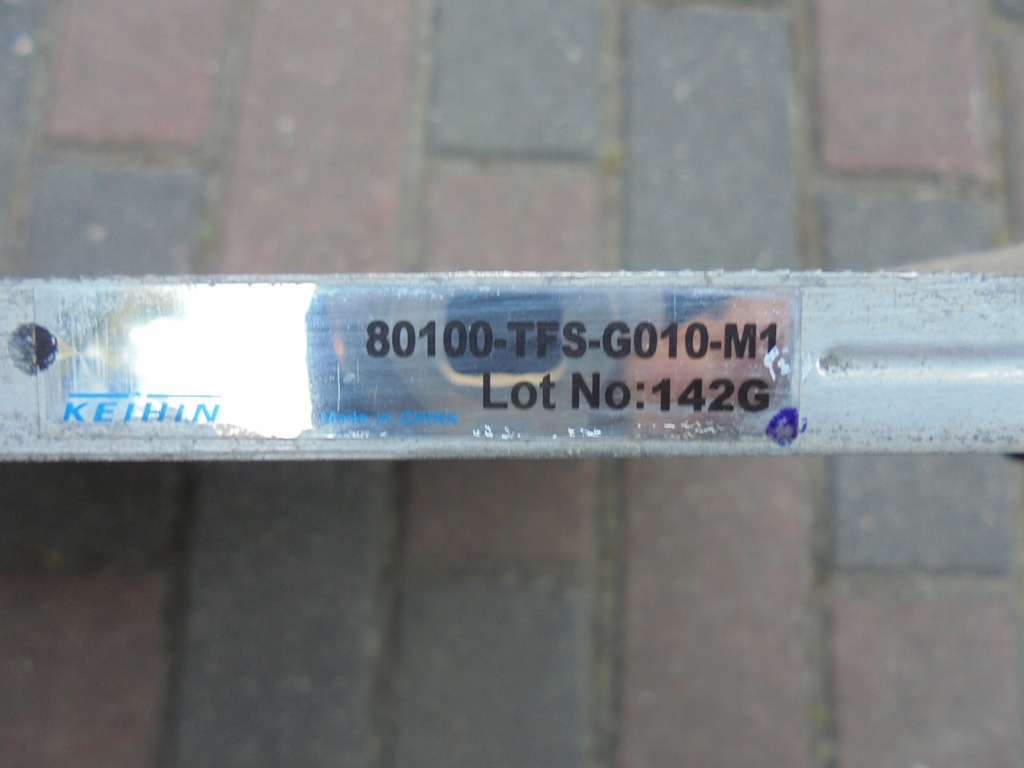 80100-TFS-G010-M1
Lot No:142G
KEIHIN
Made in CHINA